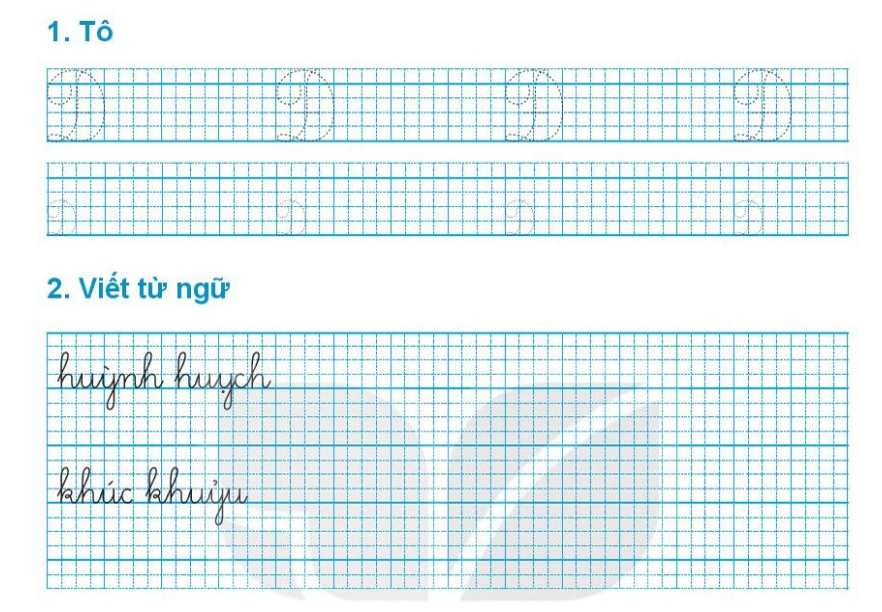 1. Tô
Đ Đ Đ Đ
Đ Đ Đ Đ
2. Viết từ ngữ
huỳnh huỵch
khúc khuỷu